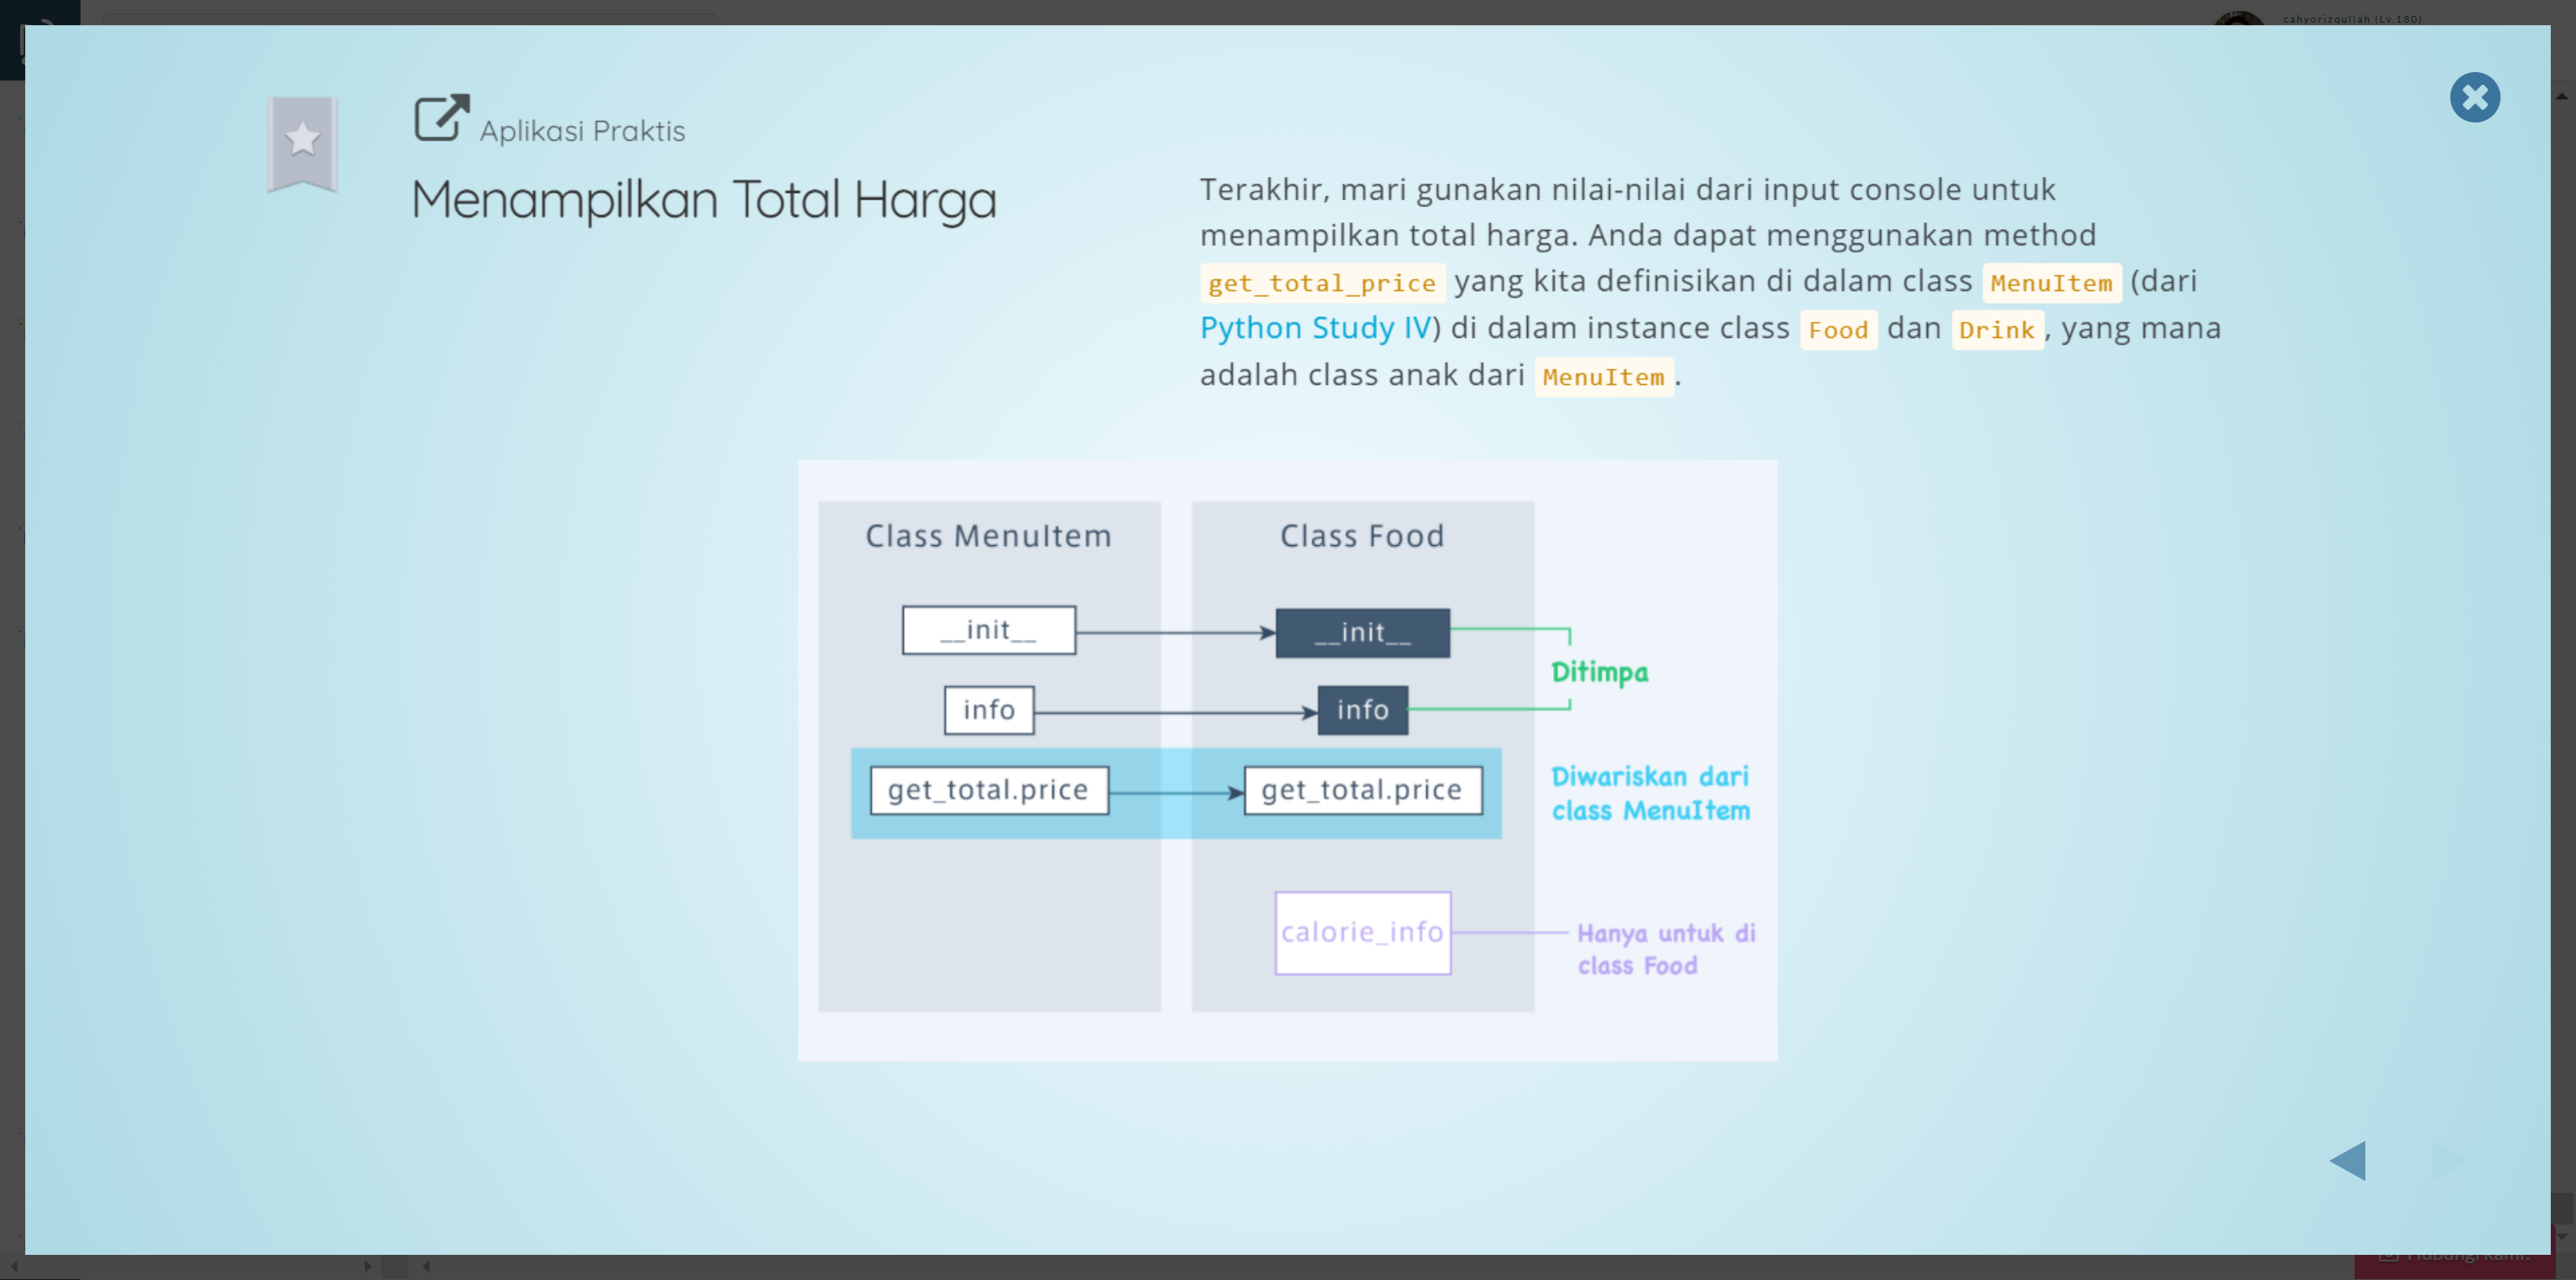 cahyorizqullah (Lv.180)
Aplikasi Praktis
Menampilkan Total Harga
Terakhir, mari gunakan nilai-nilai dari input console untuk
menampilkan total harga. Anda dapat menggunakan method
get_total_price yang kita definisikan di dalam class MenuItem (dari
Python Study IV) di dalam instance class Food dan Drink, yang mana
adalah class anak dari MenuItem.
Class MenuItem
Class Food
__init__
__init__
Ditimpa
info
info
get_total.price
get_total.price
Diwariskan dari
class MenuItem
calorie_info
Hanya untuk di
class Food
Hubungi kami.